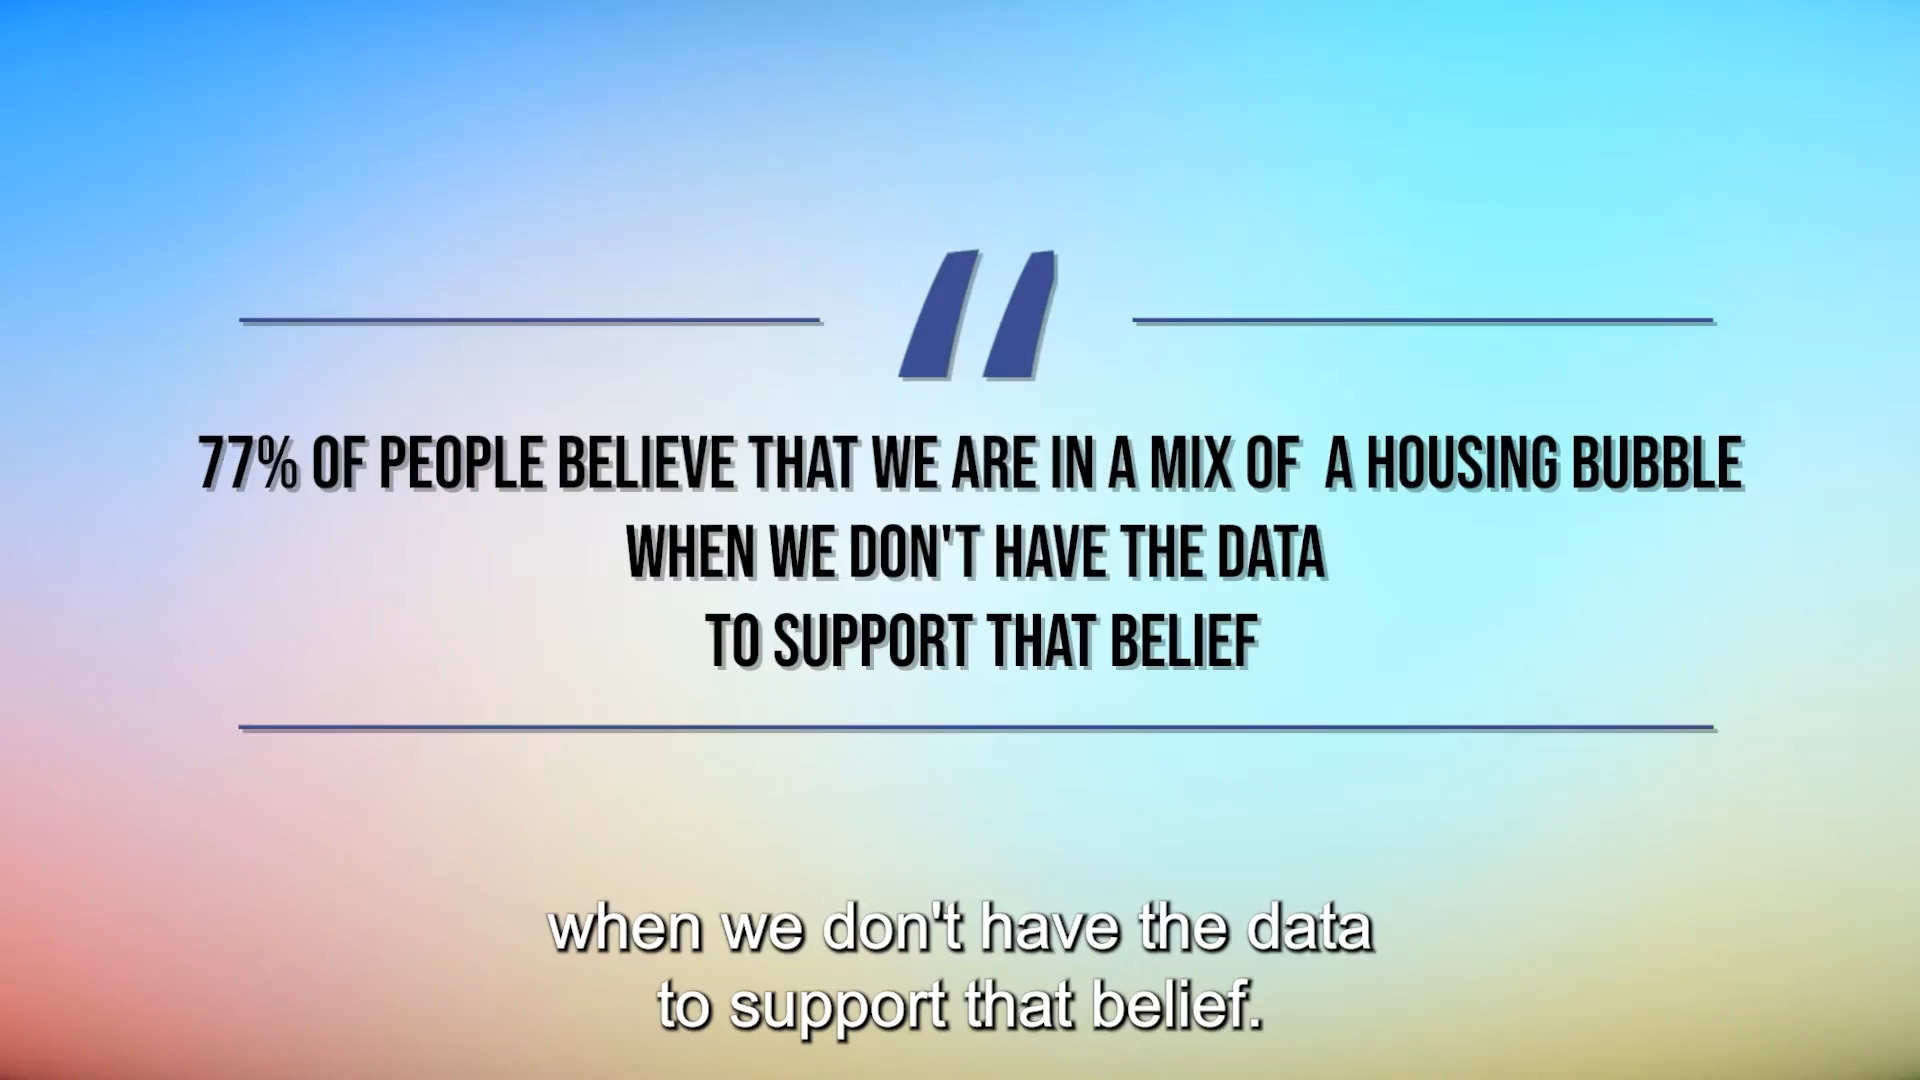 "
77% OF PEOPLE BELIEVE THAT WE ARE IN A MIX OF  A HOUSING BUBBLE
WHEN WE DON'T HAVE THE DATA
TO SUPPORT THAT BELIEF
when we don't have the data
to support that belief.